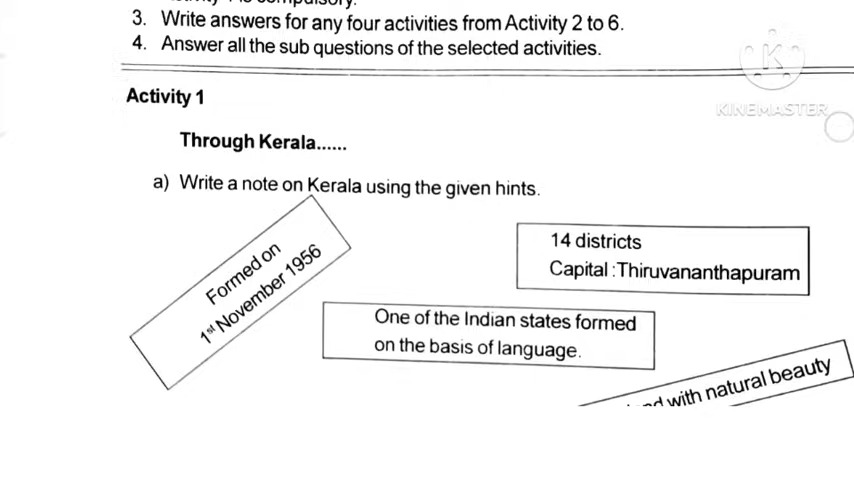 3. Write answers for any four activities from Activity 2 to 6.
4. Answer all the sub questions of the selected activities.
K
KINEMASTER
Activity 1
Through Kerala......
a) Write a note on Kerala using the given hints.
Formed on
1st November 1956
14 districts
Capital : Thiruvananthapuram
One of the Indian states formed
on the basis of language.
with natural beauty